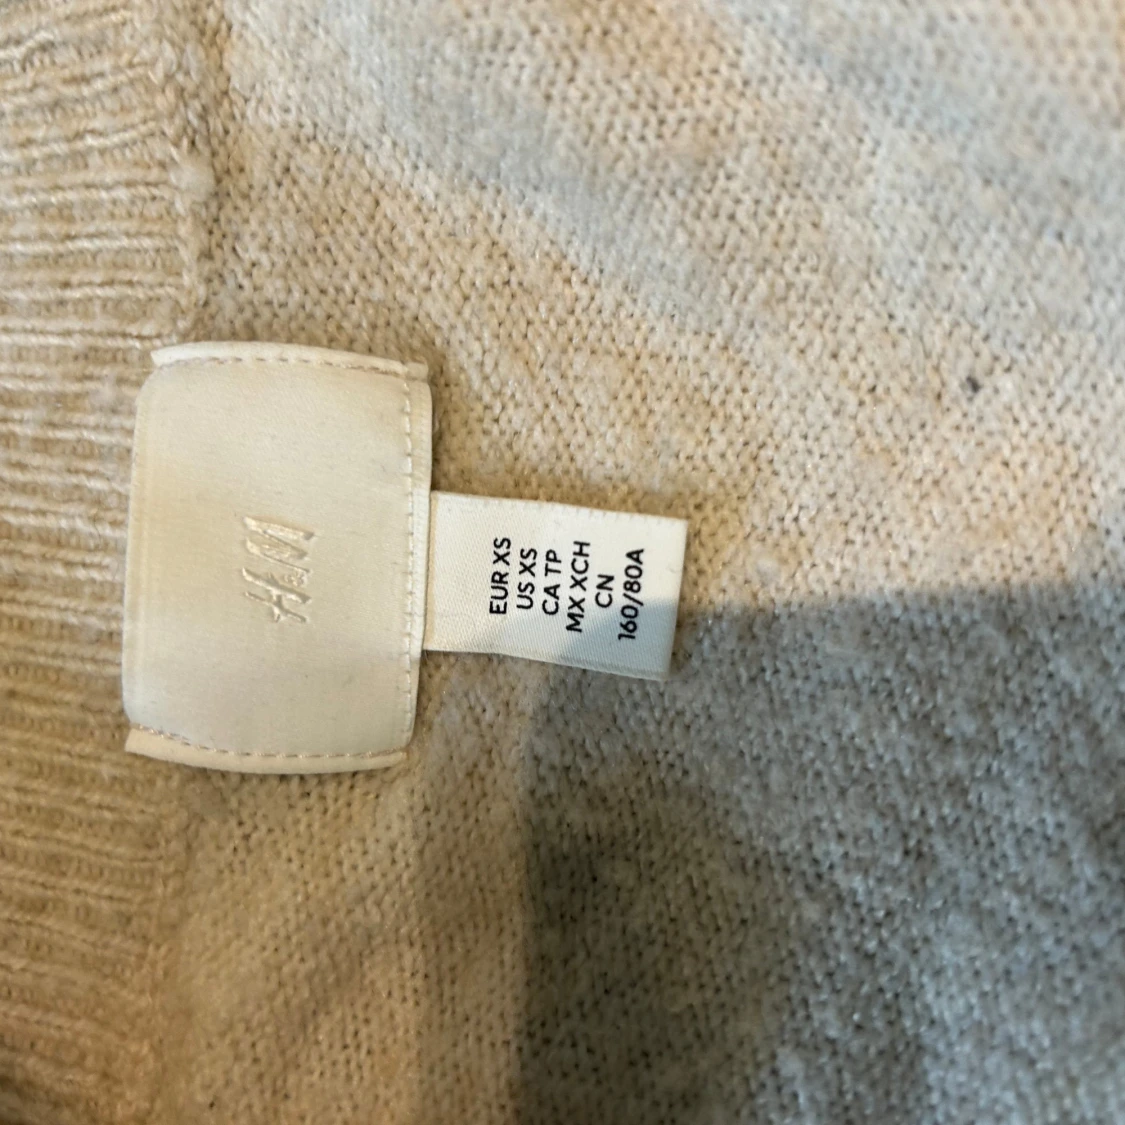 H&M
EUR XS
US XS
CA TP
MX XCH
CN
160/80A